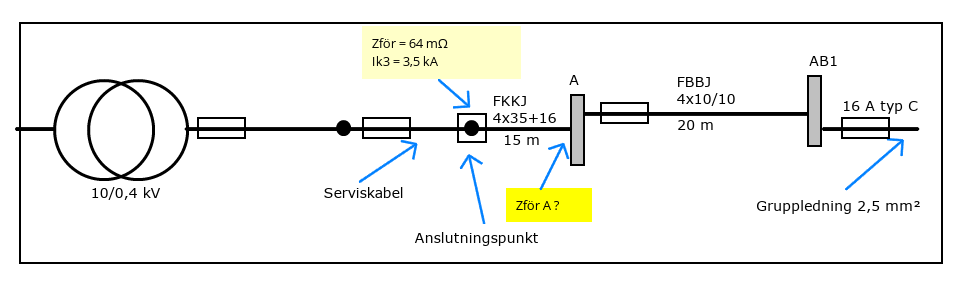 Zför = 64 mΩ
Ik3 = 3,5 kA
A
FKKJ
4x35+16
15 m
FBBJ
4x10/10
20 m
AB1
16 A typ C
10/0,4 kV
Serviskabel
Zför A ?
Anslutningspunkt
Gruppledning 2,5 mm²